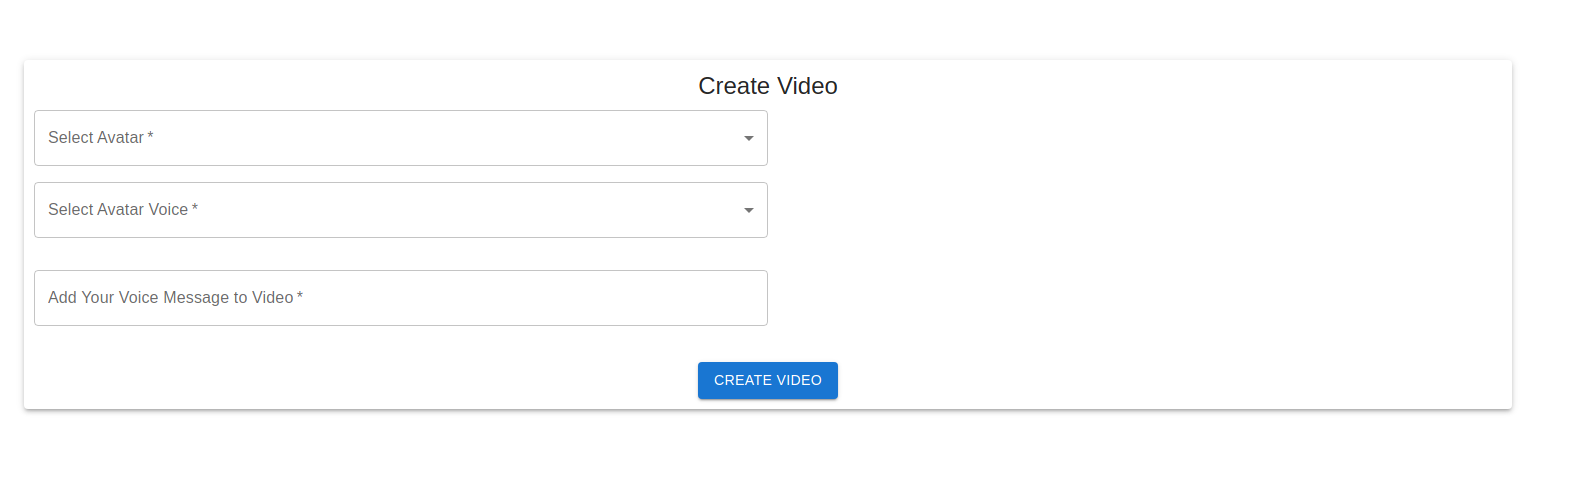 Create Video
Select Avatar *
Select Avatar Voice *
Add Your Voice Message to Video *
CREATE VIDEO